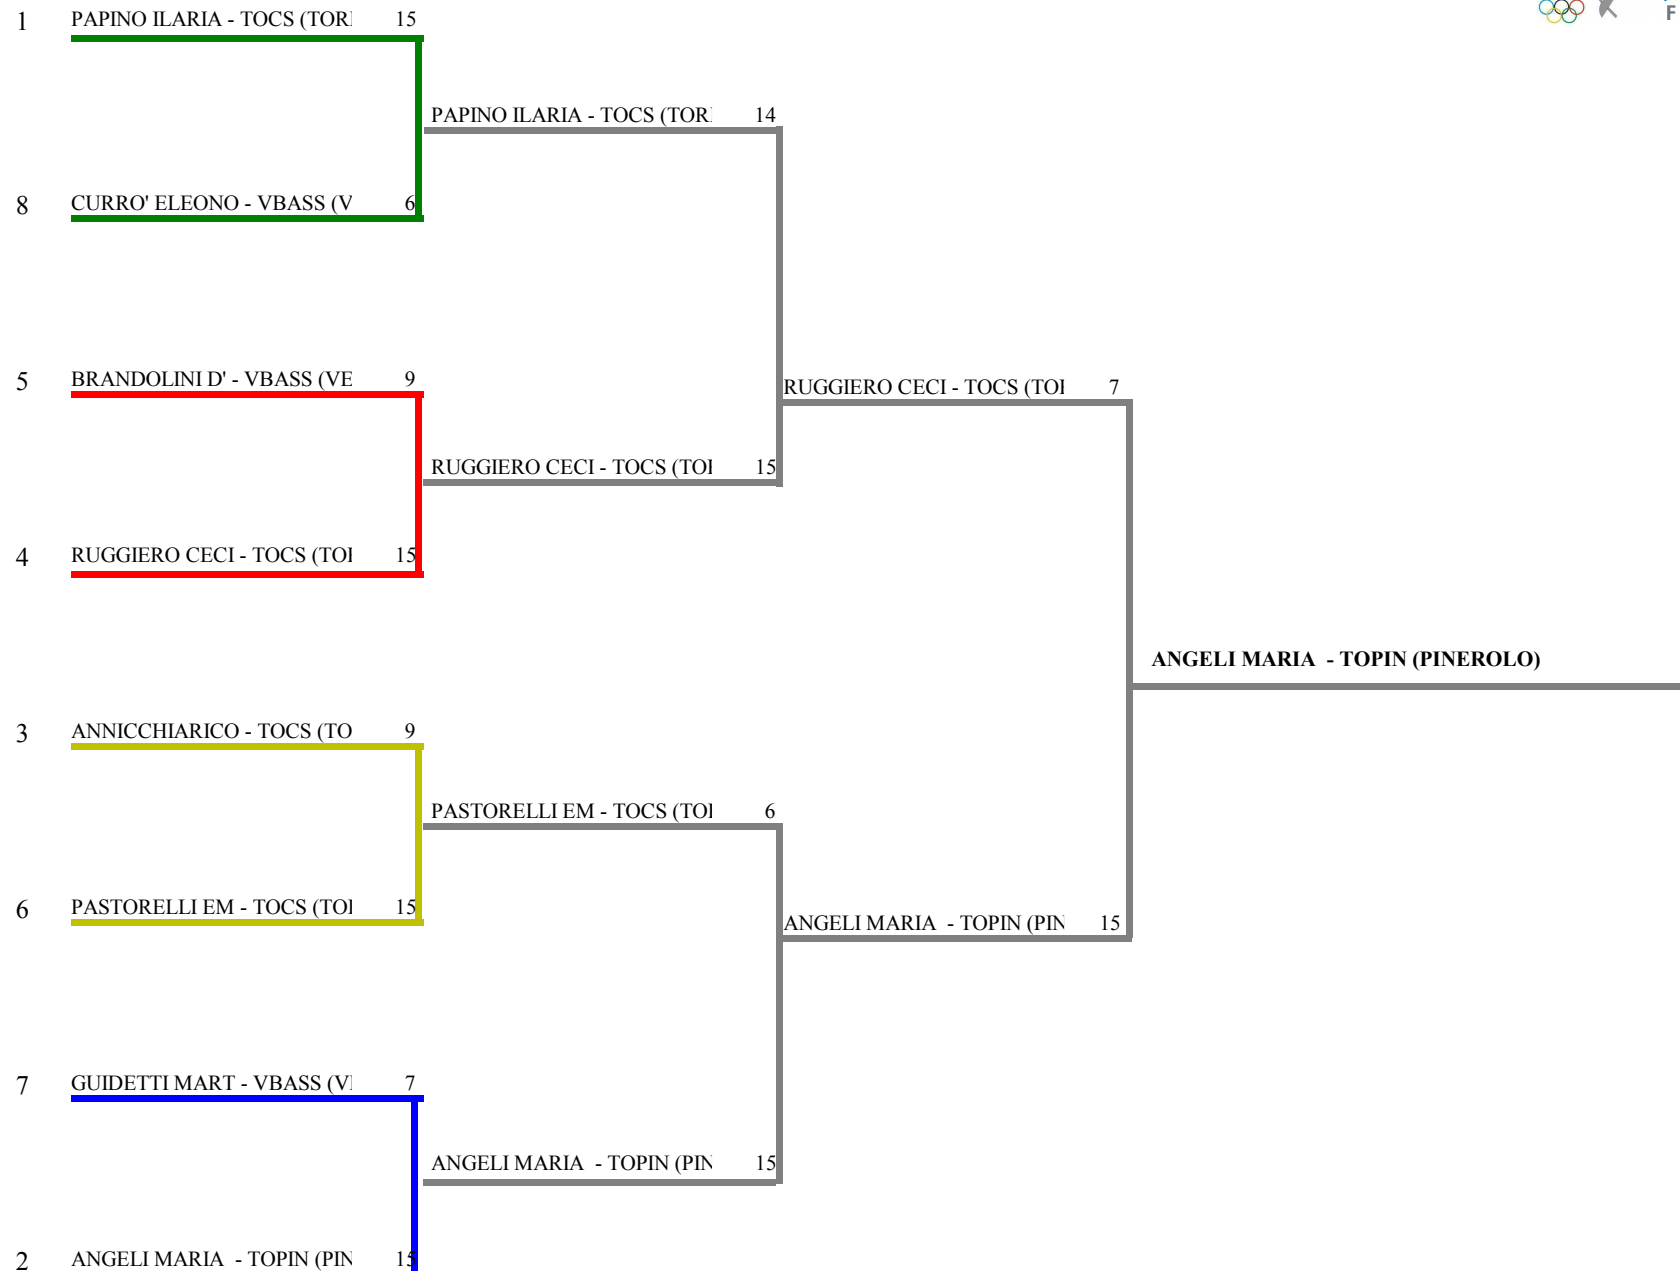 1 PAPINO ILARIA - TOCS (TORI 15
F
PAPINO ILARIA - TOCS (TOR 14
8 CURRO' ELEONO - VBASS (V 6
5 BRANDOLINI D' - VBASS (VE 9
RUGGIERO CECI - TOCS (TOI 7
RUGGIERO CECI - TOCS (TOI 15
4 RUGGIERO CECI - TOCS (TOI 15
ANGELI MARIA - TOPIN (PINEROLO)
3 ANNICCHIARICO - TOCS (TO 9
PASTORELLI EM - TOCS (TOI 6
6 PASTORELLI EM - TOCS (TOI 15
ANGELI MARIA - TOPIN (PIN 15
7 GUIDETTI MART - VBASS (VI 7
ANGELI MARIA - TOPIN (PIN 15
2 ANGELI MARIA - TOPIN (PIN 15